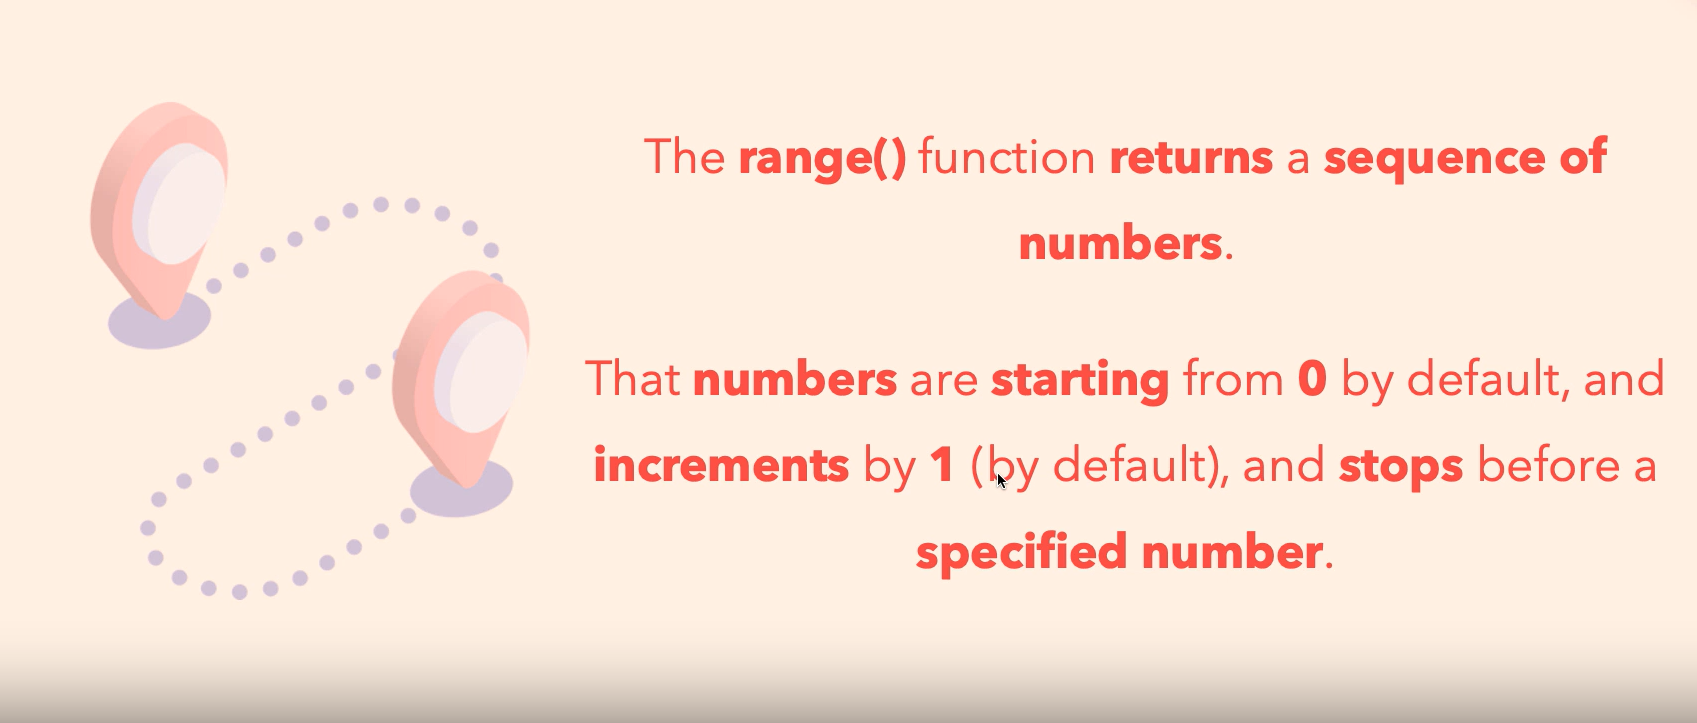 The range() function returns a sequence of
numbers.
That numbers are starting from 0 by default, and
increments by 1 (by default), and stops before a
specified number.